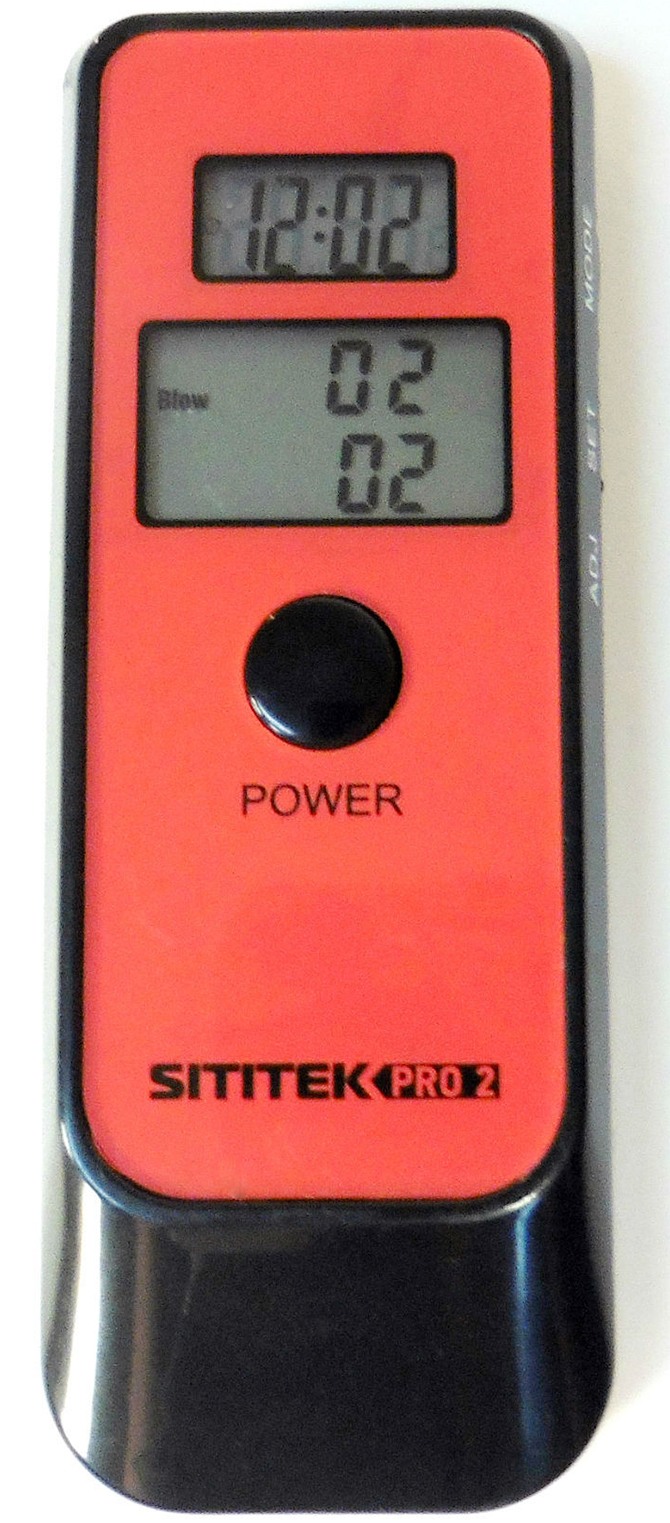 12:02
Blow 02
02
POWER
SITITEK PRO 2
MODE
SET
ADJ